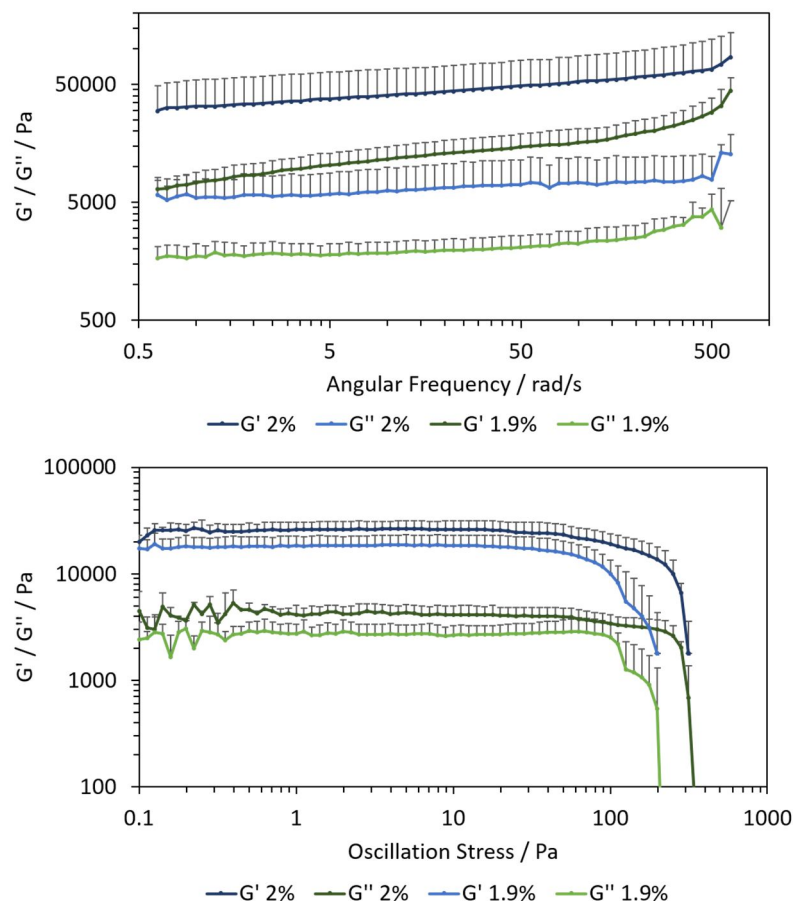 G' / G'' / Pa
50000
5000
500
0.5 5 50 500
Angular Frequency / rad/s
G' 2% G'' 2% G' 1.9% G'' 1.9%
G' / G'' / Pa
100000
10000
1000
100
0.1 1 10 100 1000
Oscillation Stress / Pa
G' 2% G'' 2% G' 1.9% G'' 1.9%